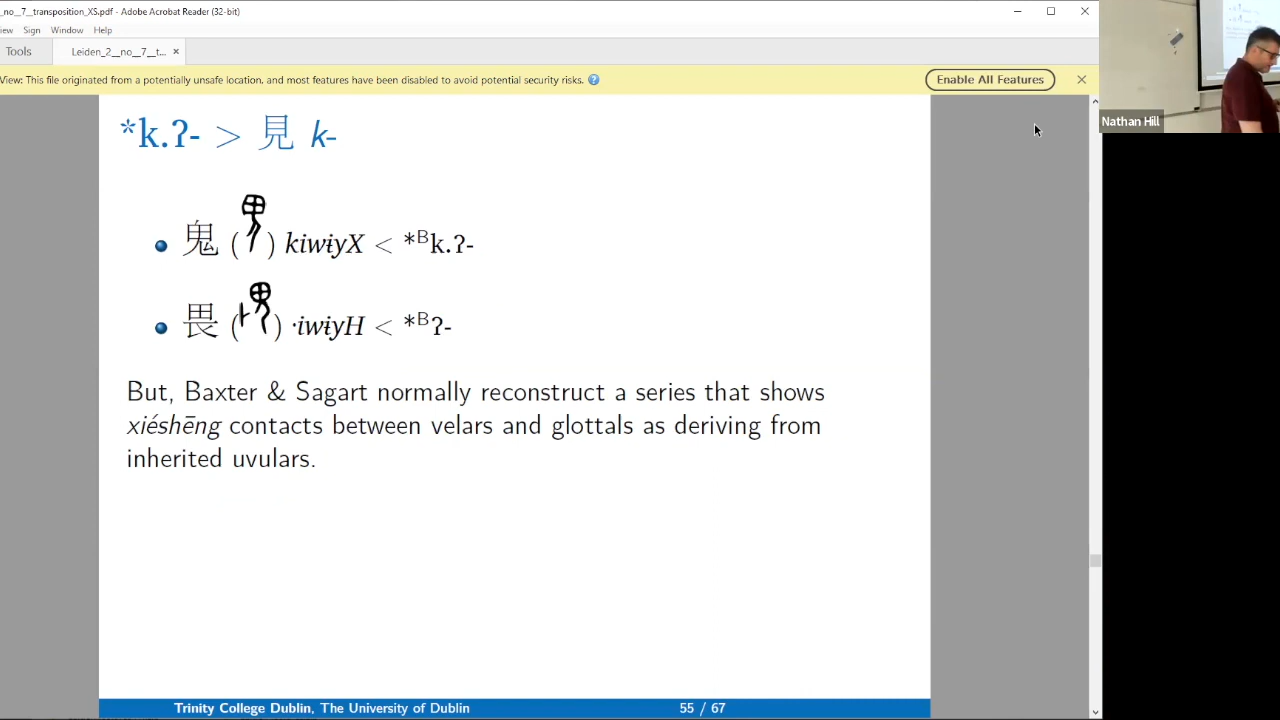 _no__7__transposition_XS.pdf - Adobe Acrobat Reader (32-bit)
iew Sign Window Help
Tools Leiden_2__no__7__t... ×
View: This file originated from a potentially unsafe location, and most features have been disabled to avoid potential security risks. Enable All Features
Nathan Hill
*k.ʔ- > 見 k-
鬼 ( ) kiwɨyX < *ᴮk.ʔ-
畏 ( ) ·iwɨyH < *ᴮʔ-
But, Baxter & Sagart normally reconstruct a series that shows
xiéshēng contacts between velars and glottals as deriving from
inherited uvulars.
Trinity College Dublin, The University of Dublin 55 / 67